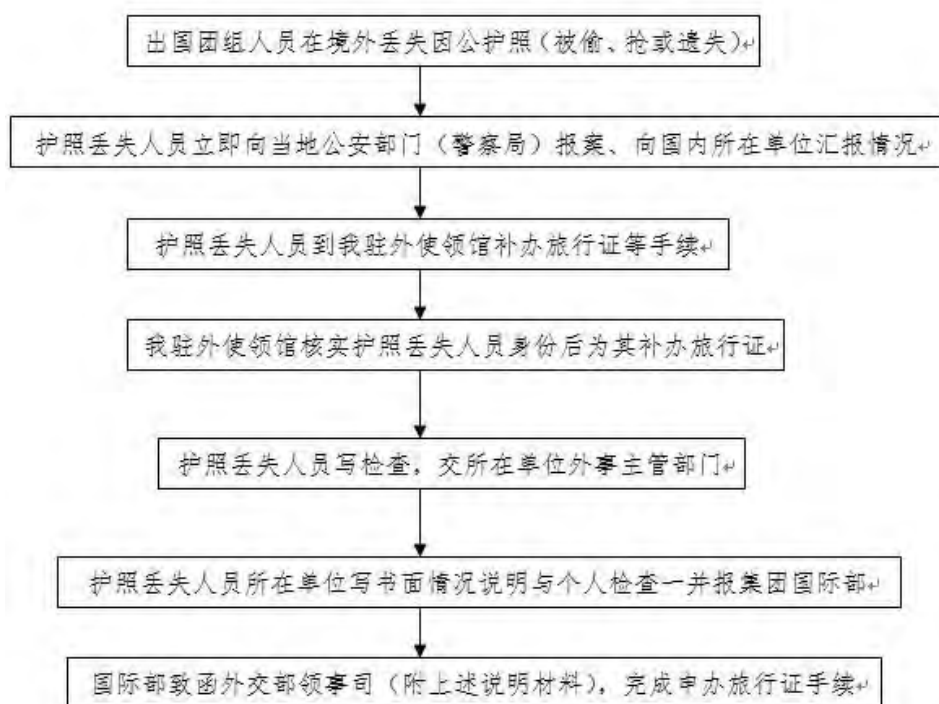 出国团组人员在境外丢失因公护照(被偷、抢或遗失)
护照丢失人员立即向当地公安部门(警察局)报案、向国内所在单位汇报情况
护照丢失人员到我驻外使领馆补办旅行证等手续
我驻外使领馆核实护照丢失人员身份后为其补办旅行证
护照丢失人员写检查,交所在单位外事主管部门
护照丢失人员所在单位写书面情况说明与个人检查一并报集团国际部
国际部致函外交部领事司(附上述说明材料),完成申办旅行证手续